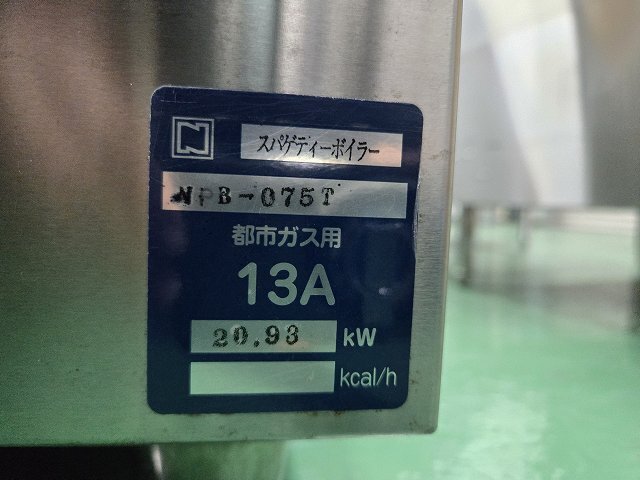 N
スパゲティーボイラー
NPB-075T
都市ガス用
13A
20.93 kW
kcal/h